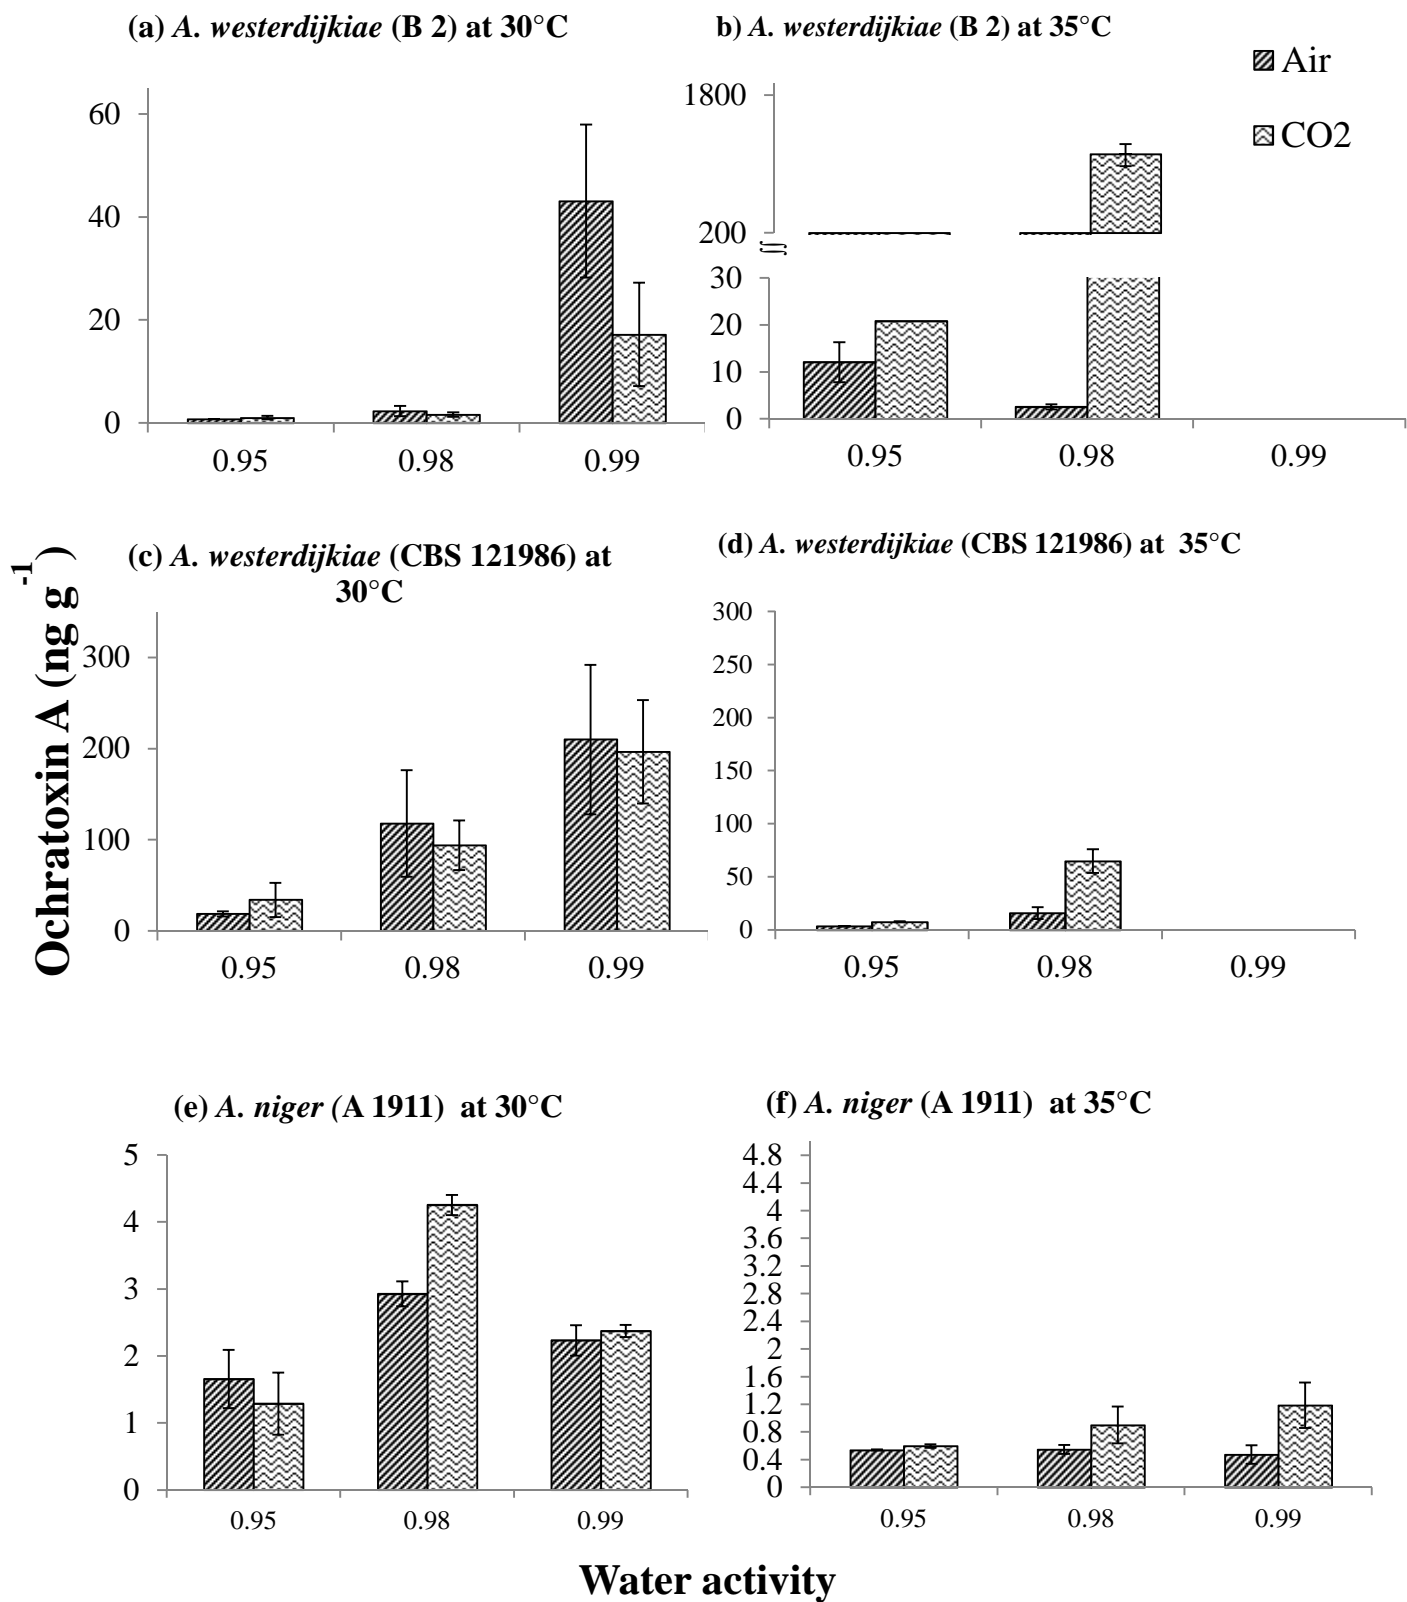 (a) A. westerdijkiae (B 2) at 30°C
b) A. westerdijkiae (B 2) at 35°C
Air
CO2
60
40
20
0
0.95 0.98 0.99
1800
200
30
20
10
0
0.95 0.98 0.99
Ochratoxin A (ng g -1 )
(c) A. westerdijkiae (CBS 121986) at
30°C
300
200
100
0
0.95 0.98 0.99
(d) A. westerdijkiae (CBS 121986) at 35°C
300
250
200
150
100
50
0
0.95 0.98 0.99
(e) A. niger (A 1911) at 30°C
5
4
3
2
1
0
0.95 0.98 0.99
(f) A. niger (A 1911) at 35°C
4.8
4.4
4
3.6
3.2
2.8
2.4
2
1.6
1.2
0.8
0.4
0
0.95 0.98 0.99
Water activity